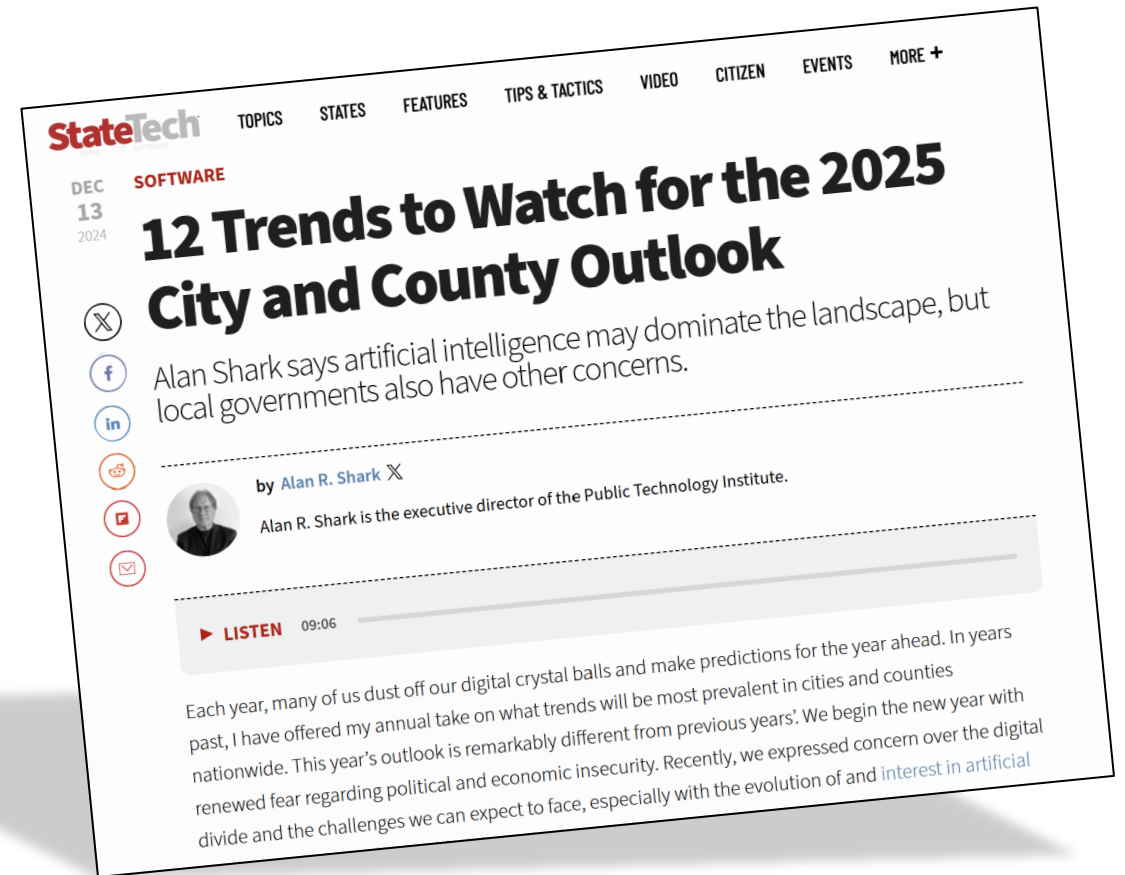 StateTech
TOPICS
STATES
FEATURES
TIPS & TACTICS
VIDEO
CITIZEN
EVENTS
MORE +
DEC
13
2024
SOFTWARE
12 Trends to Watch for the 2025
City and County Outlook
Alan Shark says artificial intelligence may dominate the landscape, but
local governments also have other concerns.
by Alan R. Shark X
Alan R. Shark is the executive director of the Public Technology Institute.
LISTEN 09:06
Each year, many of us dust off our digital crystal balls and make predictions for the year ahead. In years
past, I have offered my annual take on what trends will be most prevalent in cities and counties
nationwide. This year’s outlook is remarkably different from previous years’. We begin the new year with
renewed fear regarding political and economic insecurity. Recently, we expressed concern over the digital
divide and the challenges we can expect to face, especially with the evolution of and interest in artificial